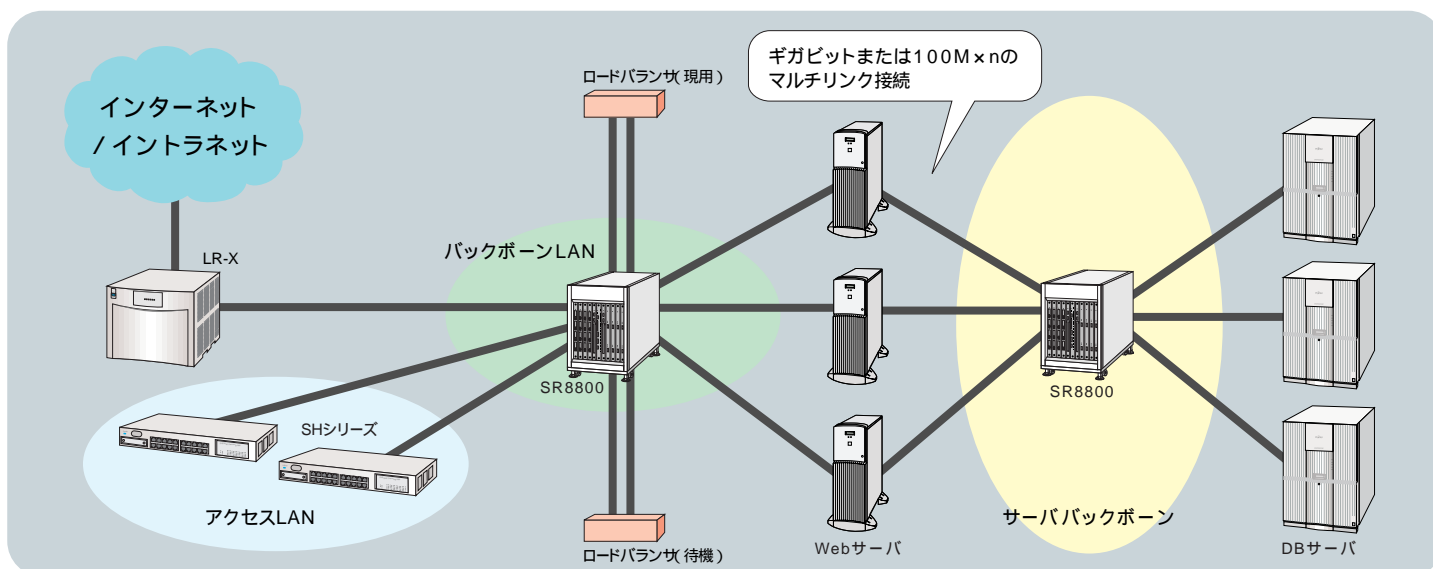 ロードバランサ(現用)
ギガビットまたは100M×nの
マルチリンク接続
インターネット
/イントラネット
バックボーンLAN
LR-X
SR8800
SR8800
SHシリーズ
アクセスLAN
サーババックボーン
ロードバランサ(待機)
Webサーバ
DBサーバ